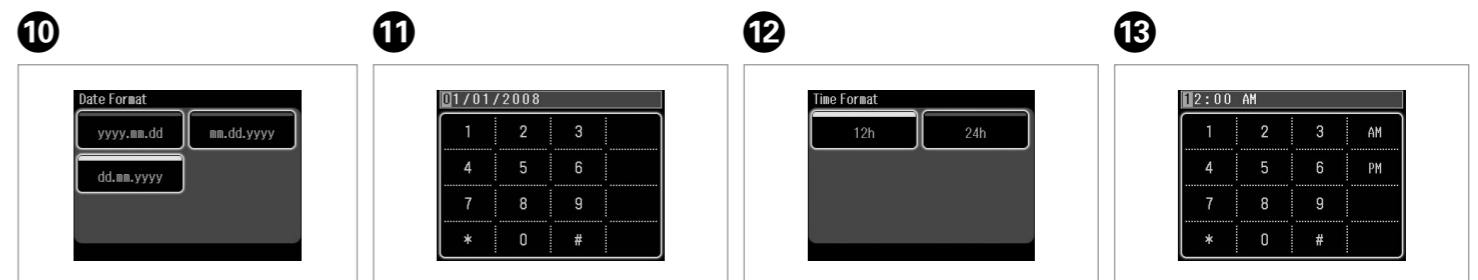 10
11
12
13
Date Format
yyyy.mm.dd mm.dd.yyyy
dd.mm.yyyy
01/01/2008
1 2 3
4 5 6
7 8 9
* 0 #
Time Format
12h 24h
12:00 AM
1 2 3 AM
4 5 6 PM
7 8 9
* 0 #